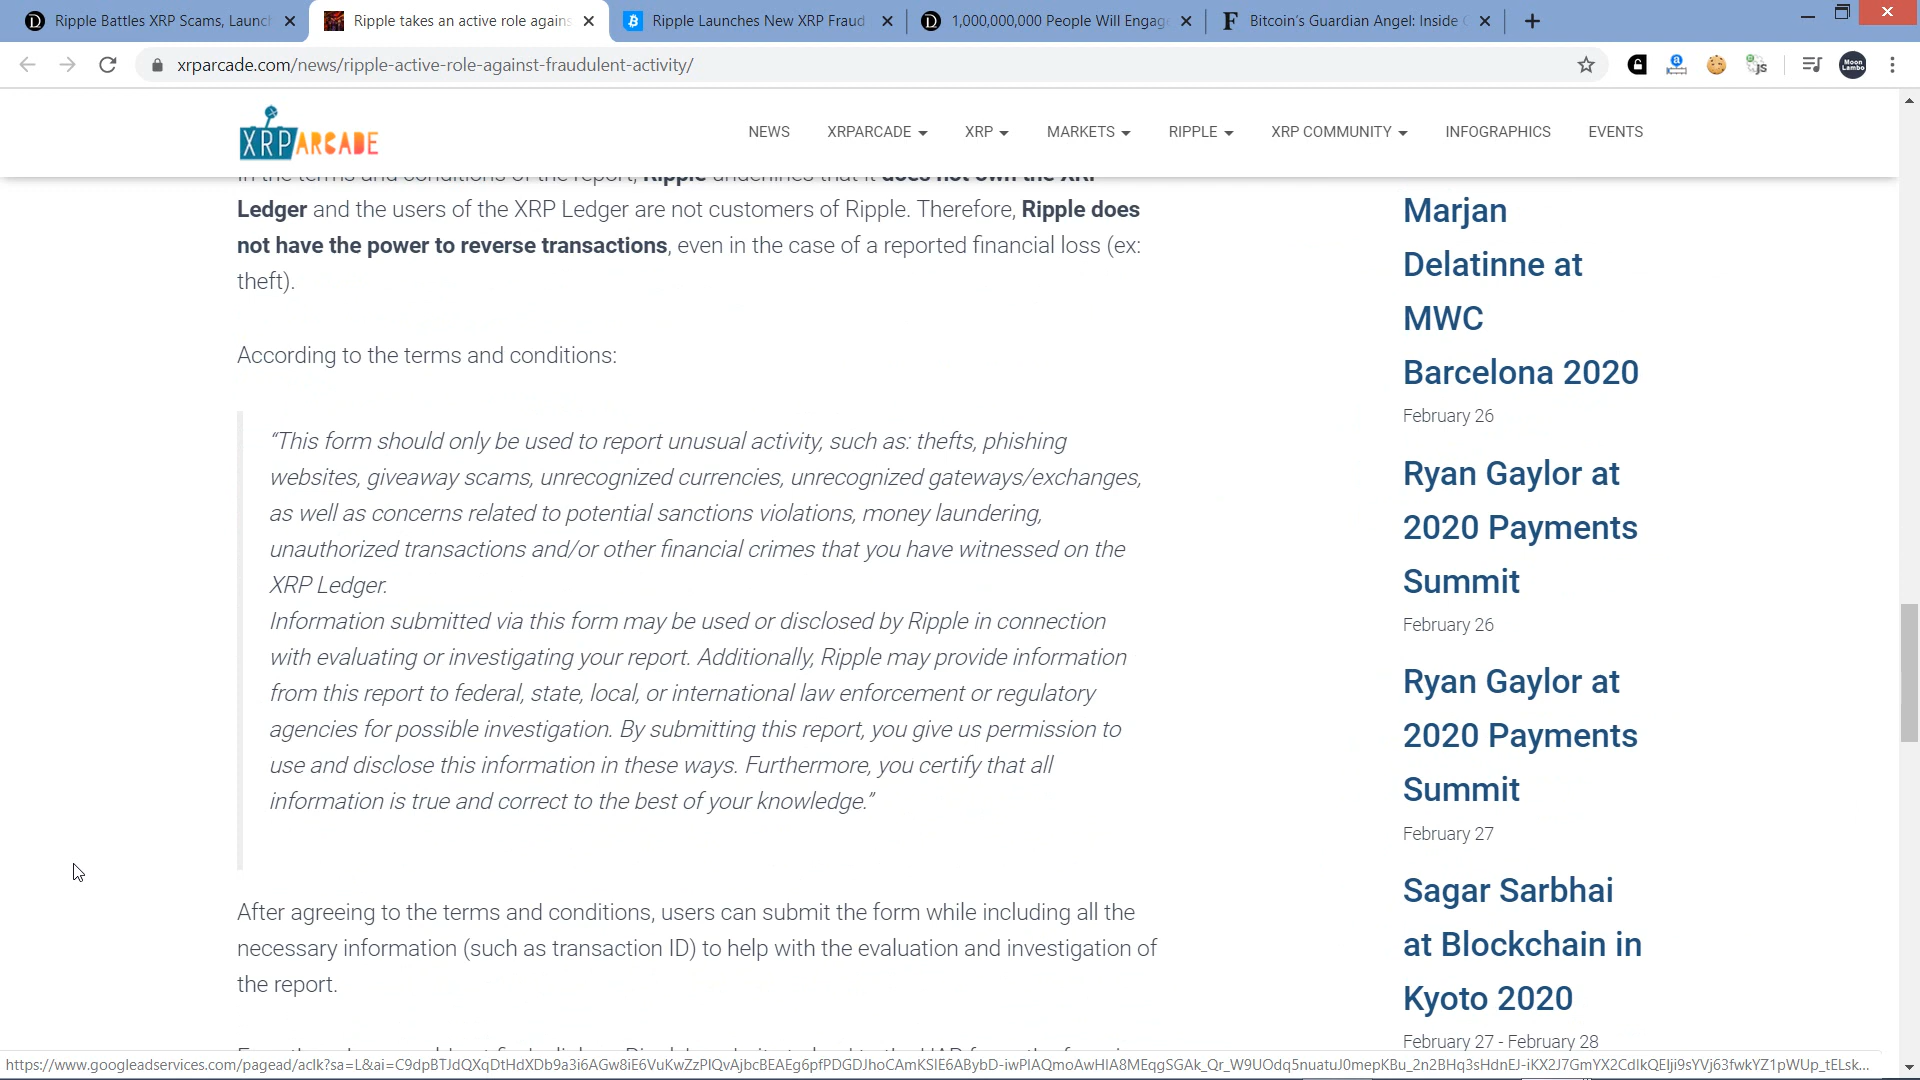 Ripple Battles XRP Scams, Launch
Ripple takes an active role agains
Ripple Launches New XRP Fraud
1,000,000,000 People Will Engage
Bitcoin's Guardian Angel: Inside
xrparcade.com/news/ripple-active-role-against-fraudulent-activity/
XRPARCADE
NEWS
XRPARCADE
XRP
MARKETS
RIPPLE
XRP COMMUNITY
INFOGRAPHICS
EVENTS
In the terms and conditions of the report, Ripple underlines that it does not own the XRP
Ledger and the users of the XRP Ledger are not customers of Ripple. Therefore, Ripple does
not have the power to reverse transactions, even in the case of a reported financial loss (ex:
theft).
According to the terms and conditions:
“This form should only be used to report unusual activity, such as: thefts, phishing
websites, giveaway scams, unrecognized currencies, unrecognized gateways/exchanges,
as well as concerns related to potential sanctions violations, money laundering,
unauthorized transactions and/or other financial crimes that you have witnessed on the
XRP Ledger.
Information submitted via this form may be used or disclosed by Ripple in connection
with evaluating or investigating your report. Additionally, Ripple may provide information
from this report to federal, state, local, or international law enforcement or regulatory
agencies for possible investigation. By submitting this report, you give us permission to
use and disclose this information in these ways. Furthermore, you certify that all
information is true and correct to the best of your knowledge.”
After agreeing to the terms and conditions, users can submit the form while including all the
necessary information (such as transaction ID) to help with the evaluation and investigation of
the report.
Marjan
Delatinne at
MWC
Barcelona 2020
February 26
Ryan Gaylor at
2020 Payments
Summit
February 26
Ryan Gaylor at
2020 Payments
Summit
February 27
Sagar Sarbhai
at Blockchain in
Kyoto 2020
February 27 - February 28